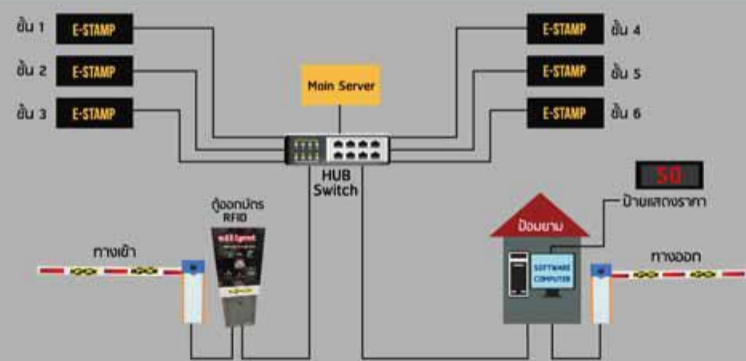 ชั้น 1 E-STAMP
ชั้น 2 E-STAMP
ชั้น 3 E-STAMP
E-STAMP ชั้น 4
E-STAMP ชั้น 5
E-STAMP ชั้น 6
Main Server
HUB
Switch
50
ป้ายแสดงราคา
ตู้ออกบัตร
RFID
ป้อมยาม
ทางเข้า
ทางออก
SOFTWARE
COMPUTER